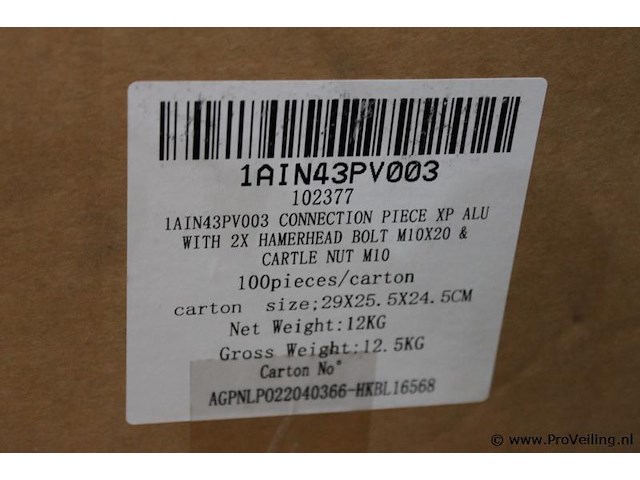 1AIN43PV003
102377
1AIN43PV003 CONNECTION PIECE XP ALU
WITH 2X HAMERHEAD BOLT M10X20 &
CARTLE NUT M10
100pieces/carton
carton size:29X25.5X24.5CM
Net Weight:12KG
Gross Weight:12.5KG
Carton No°
AGPNLP022040366-HKBL16568
© www.ProVeiling.nl